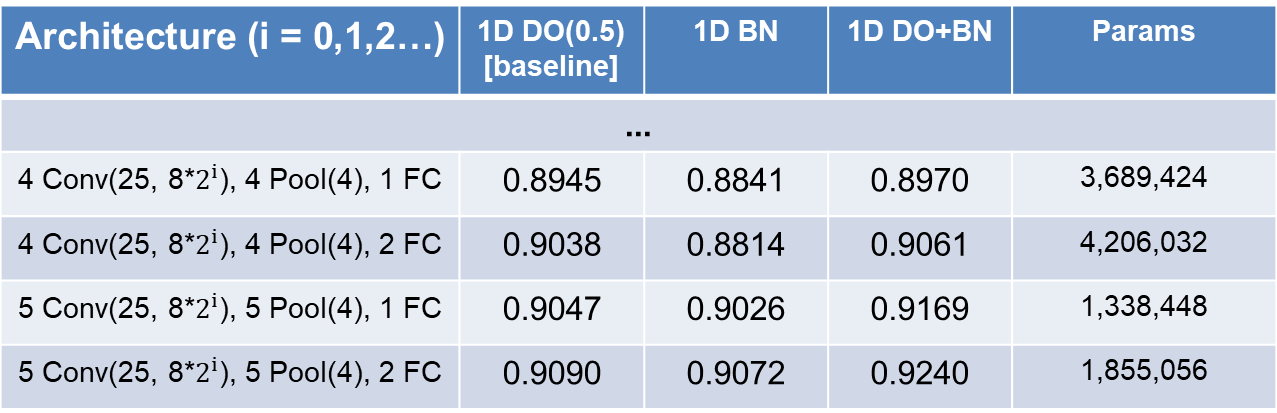 Architecture (i = 0,1,2…) 1D DO(0.5) [baseline] 1D BN 1D DO+BN Params
...
4 Conv(25, 8*2ⁱ), 4 Pool(4), 1 FC 0.8945 0.8841 0.8970 3,689,424
4 Conv(25, 8*2ⁱ), 4 Pool(4), 2 FC 0.9038 0.8814 0.9061 4,206,032
5 Conv(25, 8*2ⁱ), 5 Pool(4), 1 FC 0.9047 0.9026 0.9169 1,338,448
5 Conv(25, 8*2ⁱ), 5 Pool(4), 2 FC 0.9090 0.9072 0.9240 1,855,056